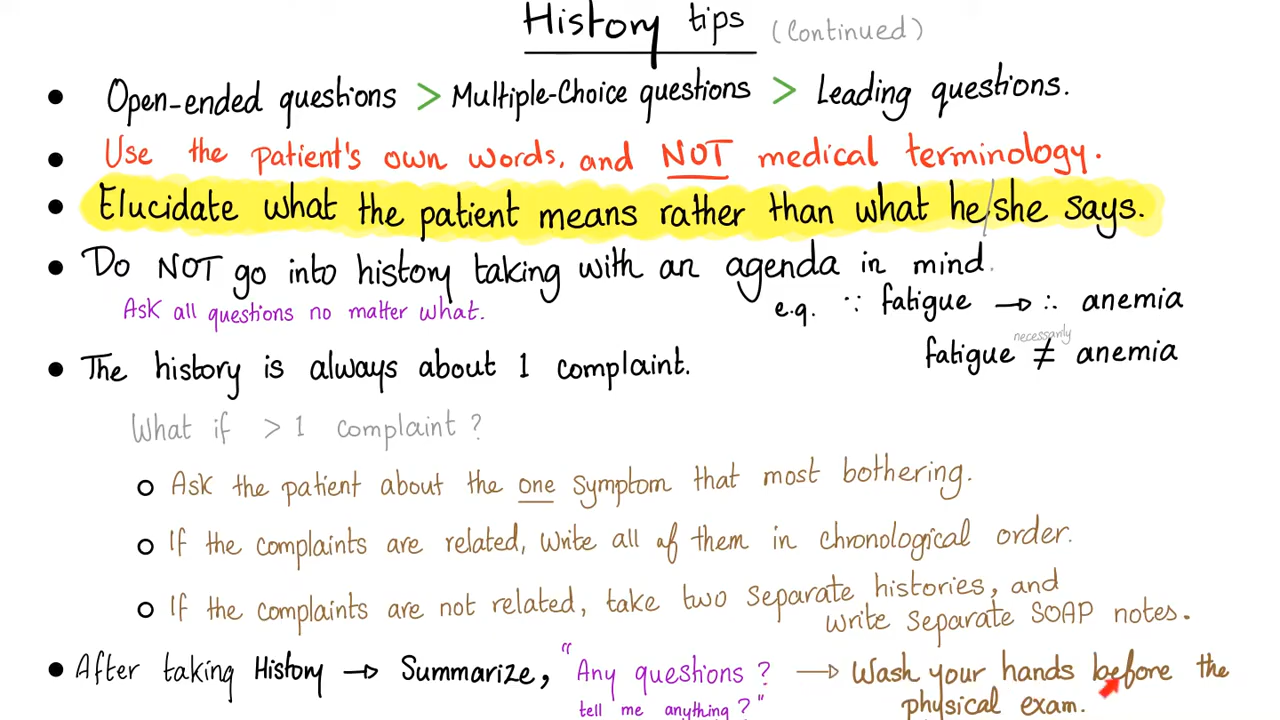 History tips (Continued)
• Open-ended questions > Multiple-Choice questions > Leading questions.
• Use the patient's own words, and NOT medical terminology.
• Elucidate what the patient means rather than what he/she says.
• Do NOT go into history taking with an agenda in mind.
Ask all questions no matter what.
e.g. ∵ fatigue → ∴ anemia
necessarily
fatigue ≠ anemia
• The history is always about 1 complaint.
What if > 1 complaint?
○ Ask the patient about the one symptom that most bothering.
○ If the complaints are related, write all of them in chronological order.
○ If the complaints are not related, take two separate histories, and
write separate SOAP notes.
• After taking History → Summarize, "Any questions? → Wash your hands before the
tell me anything?" physical exam.